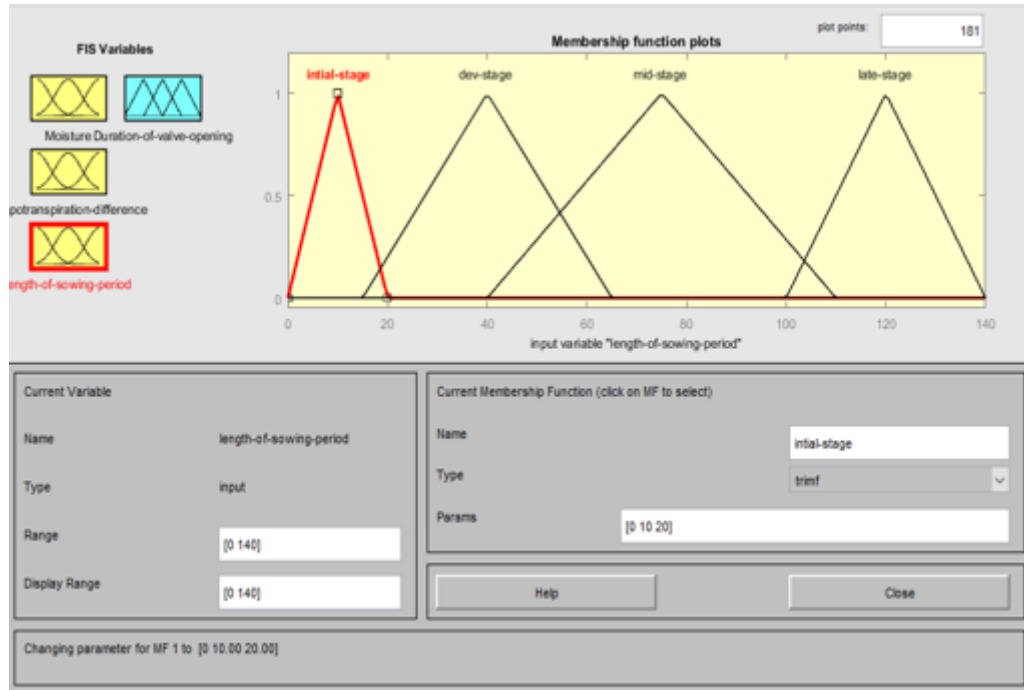 FIS Variables
Moisture Duration-of-valve-opening
potranspiration-difference
ength-of-sowing-period
plot points: 181
Membership function plots
intial-stage dev-stage mid-stage late-stage
1
0.5
0
0 20 40 60 80 100 120 140
input variable "length-of-sowing-period"
Current Variable
Name length-of-sowing-period
Type input
Range [0 140]
Display Range [0 140]
Current Membership Function (click on MF to select)
Name intial-stage
Type trimf
Params [0 10 20]
Help Close
Changing parameter for MF 1 to [0 10.00 20.00]